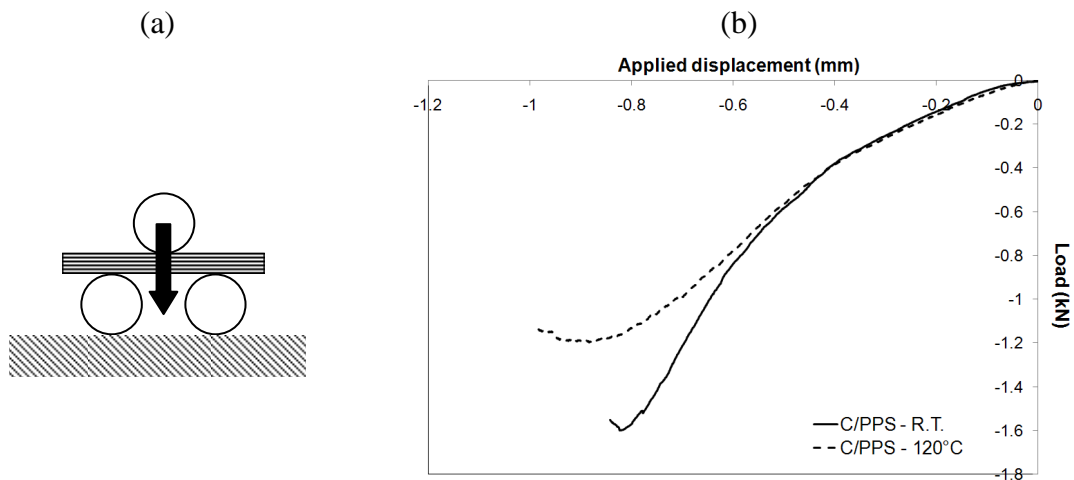 (a)
(b)
Applied displacement (mm)
-1.2 -1 -0.8 -0.6 -0.4 -0.2 0
0
-0.2
-0.4
-0.6
-0.8
-1
-1.2
-1.4
-1.6
-1.8
Load (kN)
C/PPS - R.T.
C/PPS - 120°C